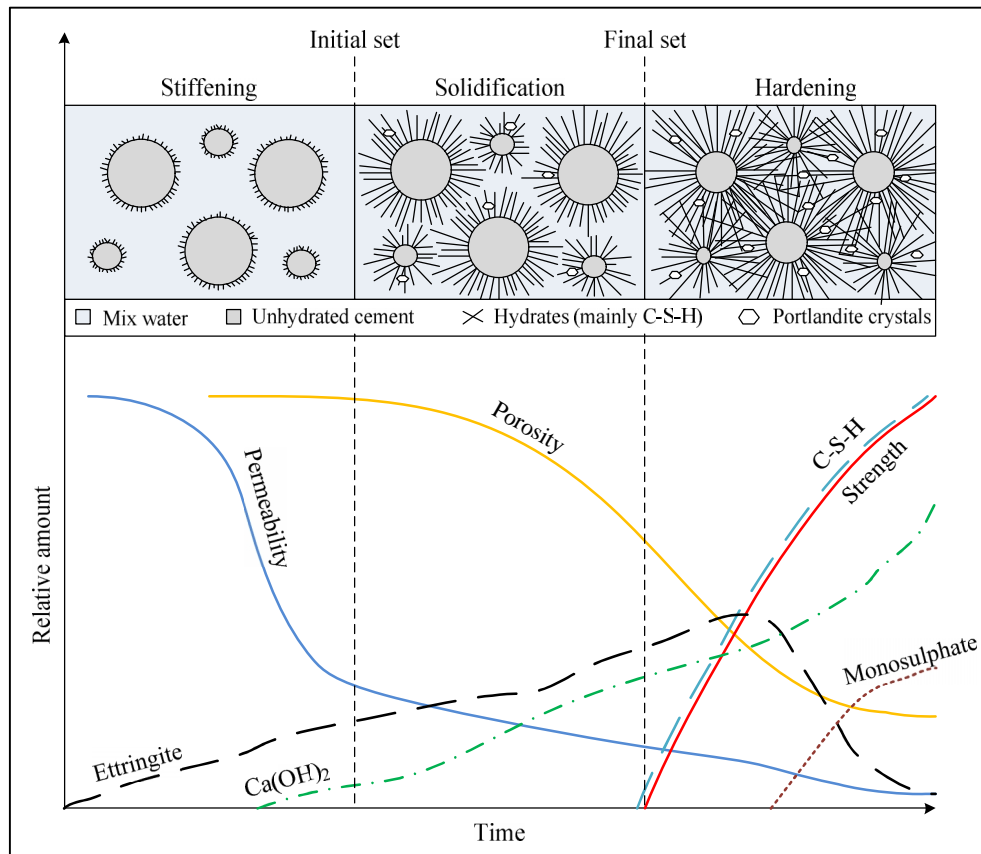 Initial set
Final set
Stiffening
Solidification
Hardening
Mix water
Unhydrated cement
Hydrates (mainly C-S-H)
Portlandite crystals
Relative amount
Permeability
Porosity
C-S-H
Strength
Monosulphate
Ettringite
Ca(OH)₂
Time